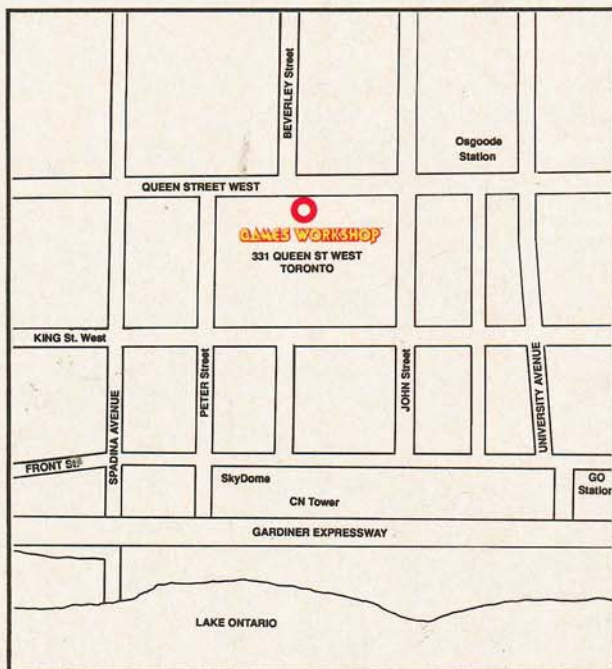 BEVERLEY Street
Osgoode
Station
QUEEN STREET WEST
GAMES WORKSHOP
331 QUEEN ST WEST
TORONTO
KING St. West
SPADINA AVENUE
PETER Street
JOHN Street
UNIVERSITY AVENUE
FRONT St.
SkyDome
CN Tower
GO
Station
GARDINER EXPRESSWAY
LAKE ONTARIO